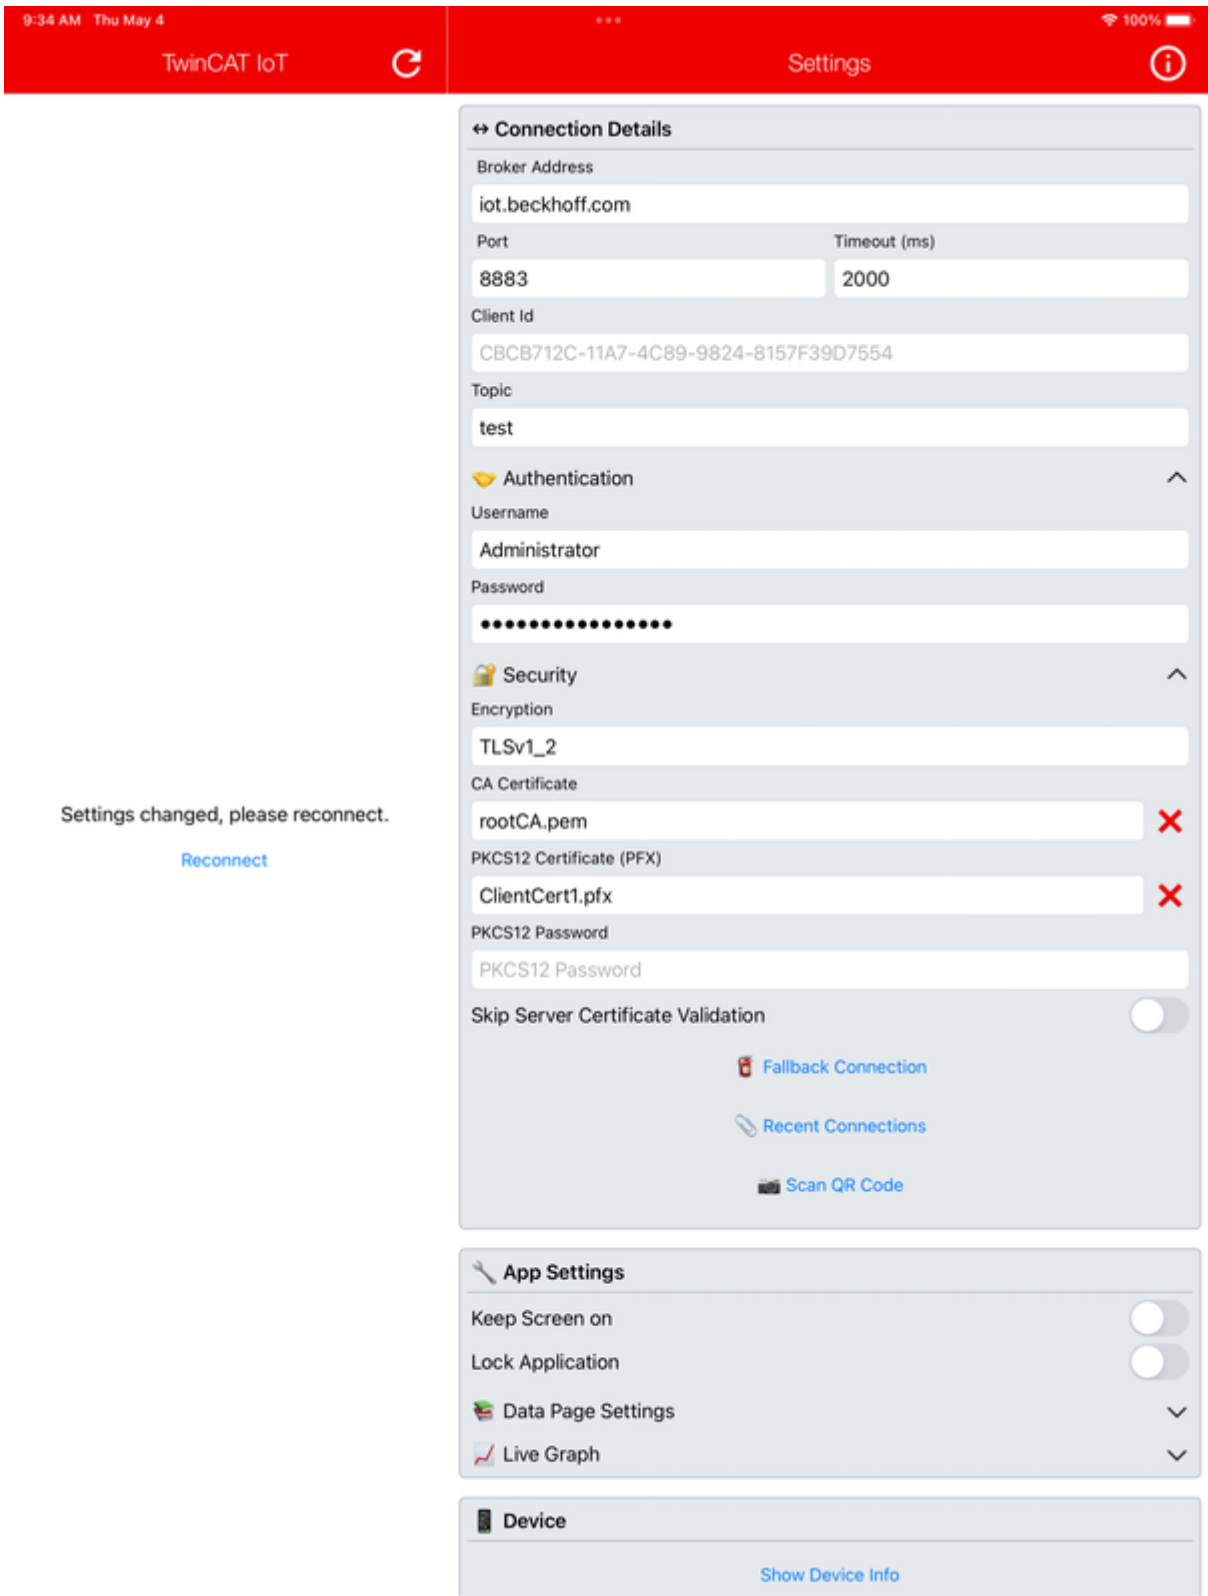 9:34 AM Thu May 4
100%
TwinCAT IoT
Settings
Connection Details
Broker Address
iot.beckhoff.com
Port
Timeout (ms)
8883
2000
Client Id
CBCB712C-11A7-4C89-9824-8157F39D7554
Topic
test
Authentication
Username
Administrator
Password
••••••••••••••••
Security
Encryption
TLSv1_2
CA Certificate
rootCA.pem
PKCS12 Certificate (PFX)
ClientCert1.pfx
PKCS12 Password
PKCS12 Password
Skip Server Certificate Validation
Fallback Connection
Recent Connections
Scan QR Code
Settings changed, please reconnect.
Reconnect
App Settings
Keep Screen on
Lock Application
Data Page Settings
Live Graph
Device
Show Device Info